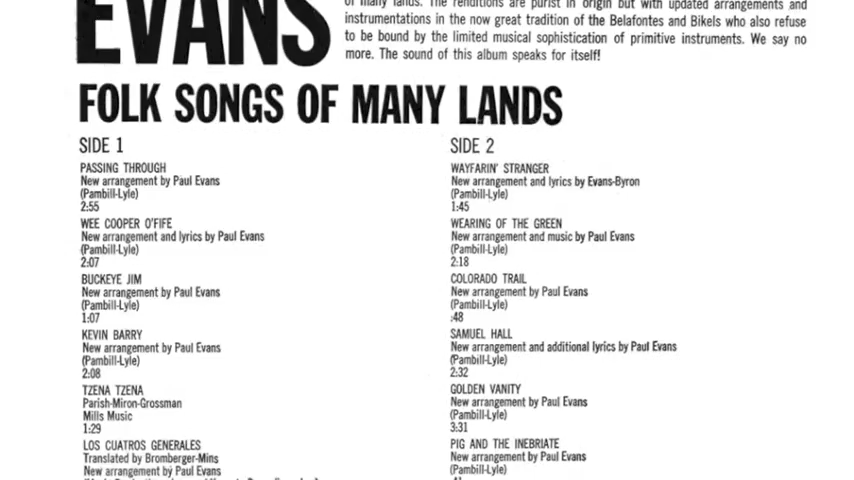 of many lands. The renditions are purist in origin but with updated arrangements and
EVANS
instrumentations in the now great tradition of the Belafontes and Bikels who also refuse
to be bound by the limited musical sophistication of primitive instruments. We say no
more. The sound of this album speaks for itself!
FOLK SONGS OF MANY LANDS
SIDE 1
PASSING THROUGH
New arrangement by Paul Evans
(Pambill-Lyle)
2:55
WEE COOPER O'FIFE
New arrangement and lyrics by Paul Evans
(Pambill-Lyle)
2:07
BUCKEYE JIM
New arrangement by Paul Evans
(Pambill-Lyle)
1:07
KEVIN BARRY
New arrangement by Paul Evans
(Pambill-Lyle)
2:08
TZENA TZENA
Parish-Miron-Grossman
Mills Music
1:29
LOS CUATROS GENERALES
Translated by Bromberger-Mins
New arrangement by Paul Evans
SIDE 2
WAYFARIN' STRANGER
New arrangement and lyrics by Evans-Byron
(Pambill-Lyle)
1:45
WEARING OF THE GREEN
New arrangement and music by Paul Evans
(Pambill-Lyle)
2:18
COLORADO TRAIL
New arrangement by Paul Evans
(Pambill-Lyle)
:48
SAMUEL HALL
New arrangement and additional lyrics by Paul Evans
(Pambill-Lyle)
2:32
GOLDEN VANITY
New arrangement by Paul Evans
(Pambill-Lyle)
3:31
PIG AND THE INEBRIATE
New arrangement by Paul Evans
(Pambill-Lyle)